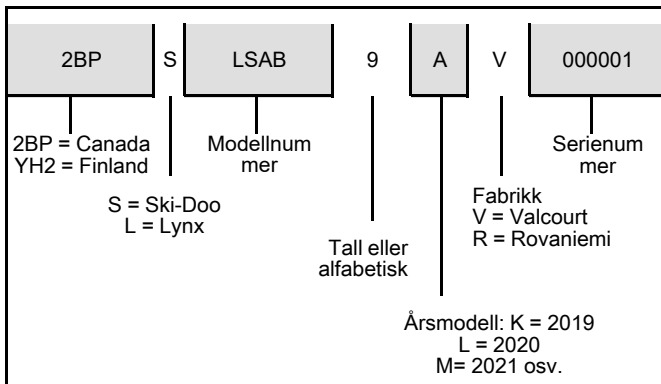 2BP S LSAB 9 A V 000001
2BP = Canada
YH2 = Finland
Modellnum
mer
Serienum
mer
S = Ski-Doo
L = Lynx
Fabrikk
V = Valcourt
R = Rovaniemi
Tall eller
alfabetisk
Årsmodell: K = 2019
L = 2020
M= 2021 osv.